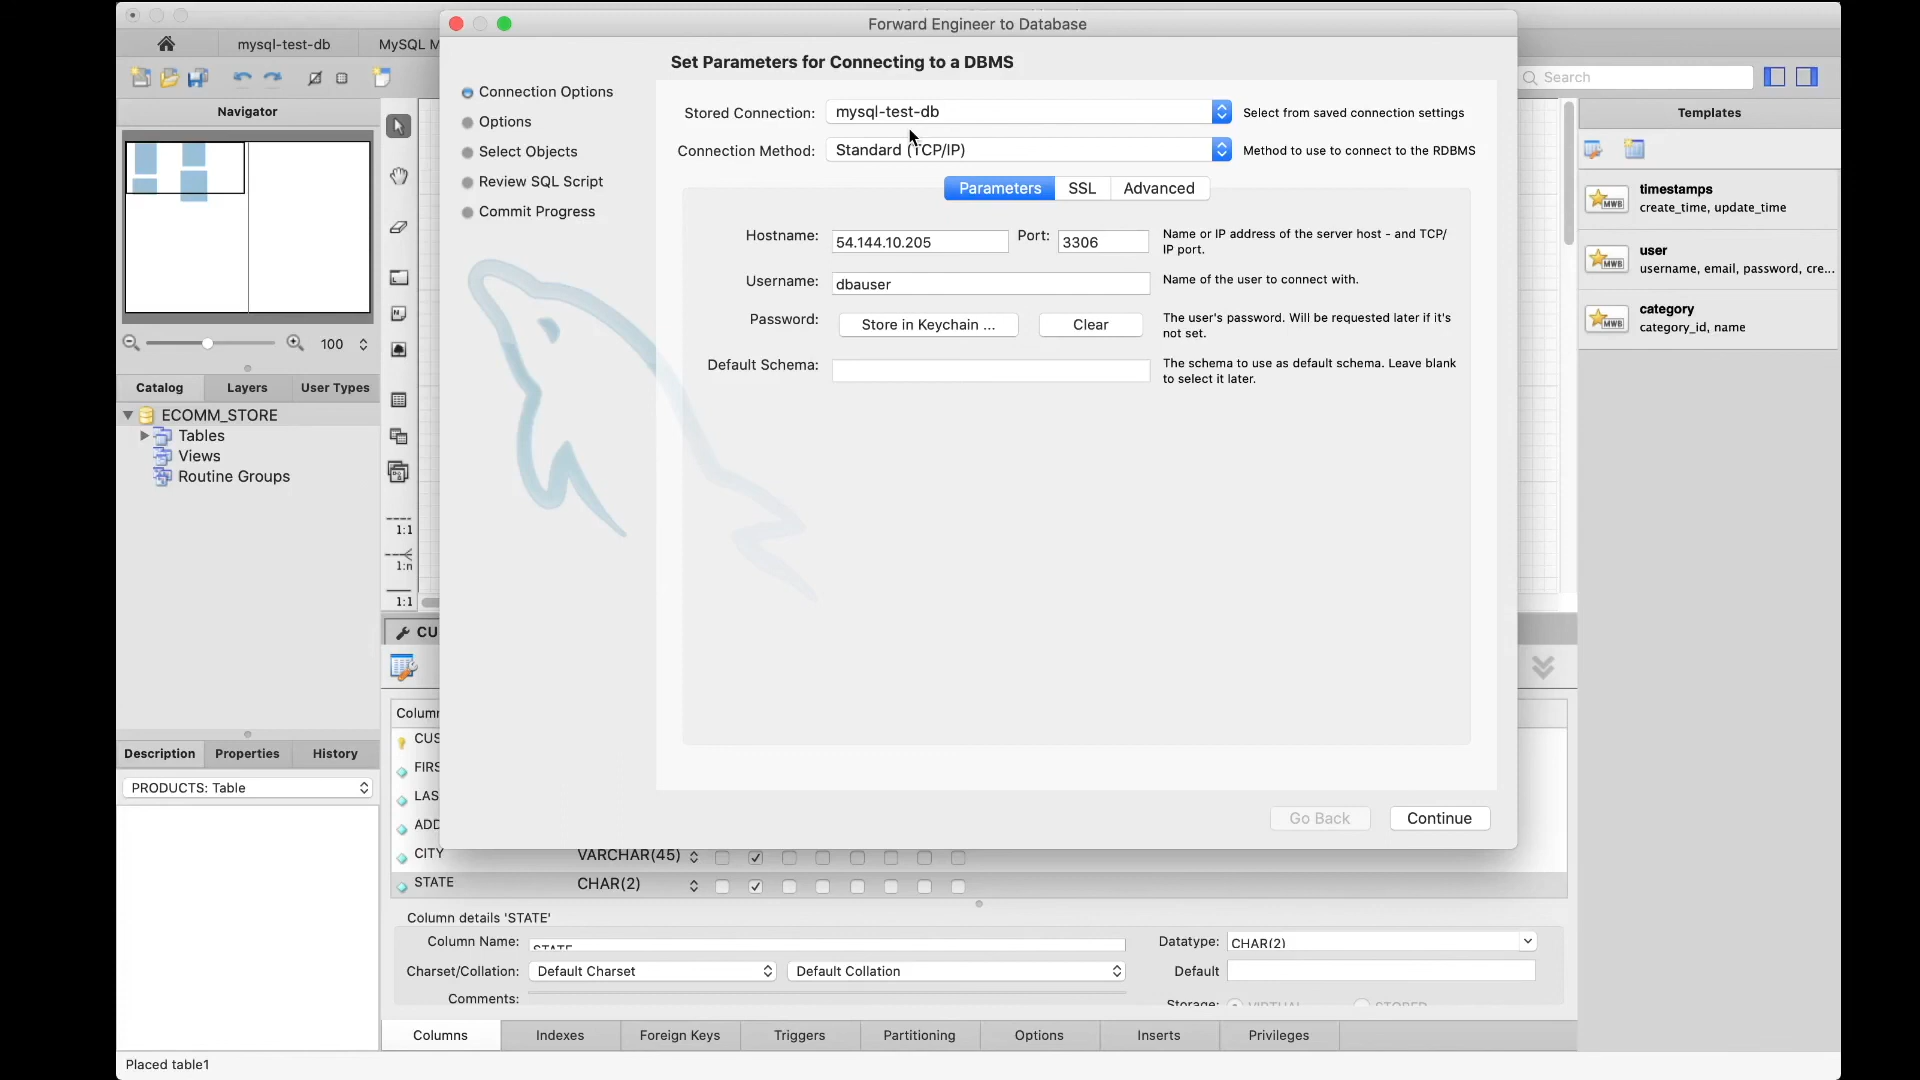 Forward Engineer to Database
mysql-test-db
MySQL M
Set Parameters for Connecting to a DBMS
Search
Navigator
Connection Options
Options
Select Objects
Review SQL Script
Commit Progress
Stored Connection: mysql-test-db Select from saved connection settings
Connection Method: Standard (TCP/IP) Method to use to connect to the RDBMS
Parameters SSL Advanced
Hostname: 54.144.10.205 Port: 3306 Name or IP address of the server host - and TCP/
IP port.
Username: dbauser Name of the user to connect with.
Password: Store in Keychain ... Clear The user's password. Will be requested later if it's
not set.
Default Schema: The schema to use as default schema. Leave blank
to select it later.
Go Back Continue
Templates
timestamps
create_time, update_time
user
username, email, password, cre...
category
category_id, name
MWB
MWB
MWB
100
Catalog Layers User Types
ECOMM_STORE
Tables
Views
Routine Groups
1:1
1:n
1:1
Description Properties History
PRODUCTS: Table
CU
Colum
CUS
FIRS
LAS
ADD
CITY VARCHAR(45)
STATE CHAR(2)
Column details 'STATE'
Column Name: STATE Datatype: CHAR(2)
Charset/Collation: Default Charset Default Collation Default
Comments: Storage: VIRTUAL STORED
Columns Indexes Foreign Keys Triggers Partitioning Options Inserts Privileges
Placed table1